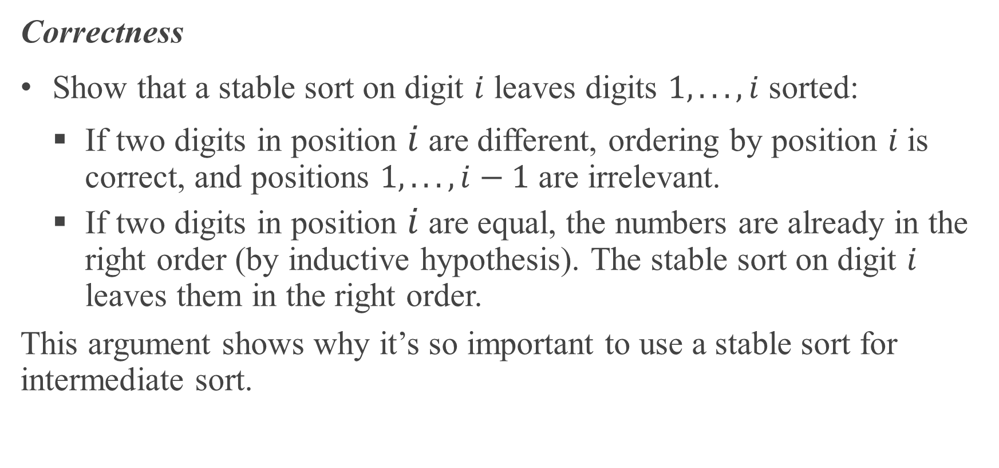 Correctness
• Show that a stable sort on digit i leaves digits 1, . . . , i sorted:
▪ If two digits in position i are different, ordering by position i is
correct, and positions 1, . . . , i − 1 are irrelevant.
▪ If two digits in position i are equal, the numbers are already in the
right order (by inductive hypothesis). The stable sort on digit i
leaves them in the right order.
This argument shows why it’s so important to use a stable sort for
intermediate sort.